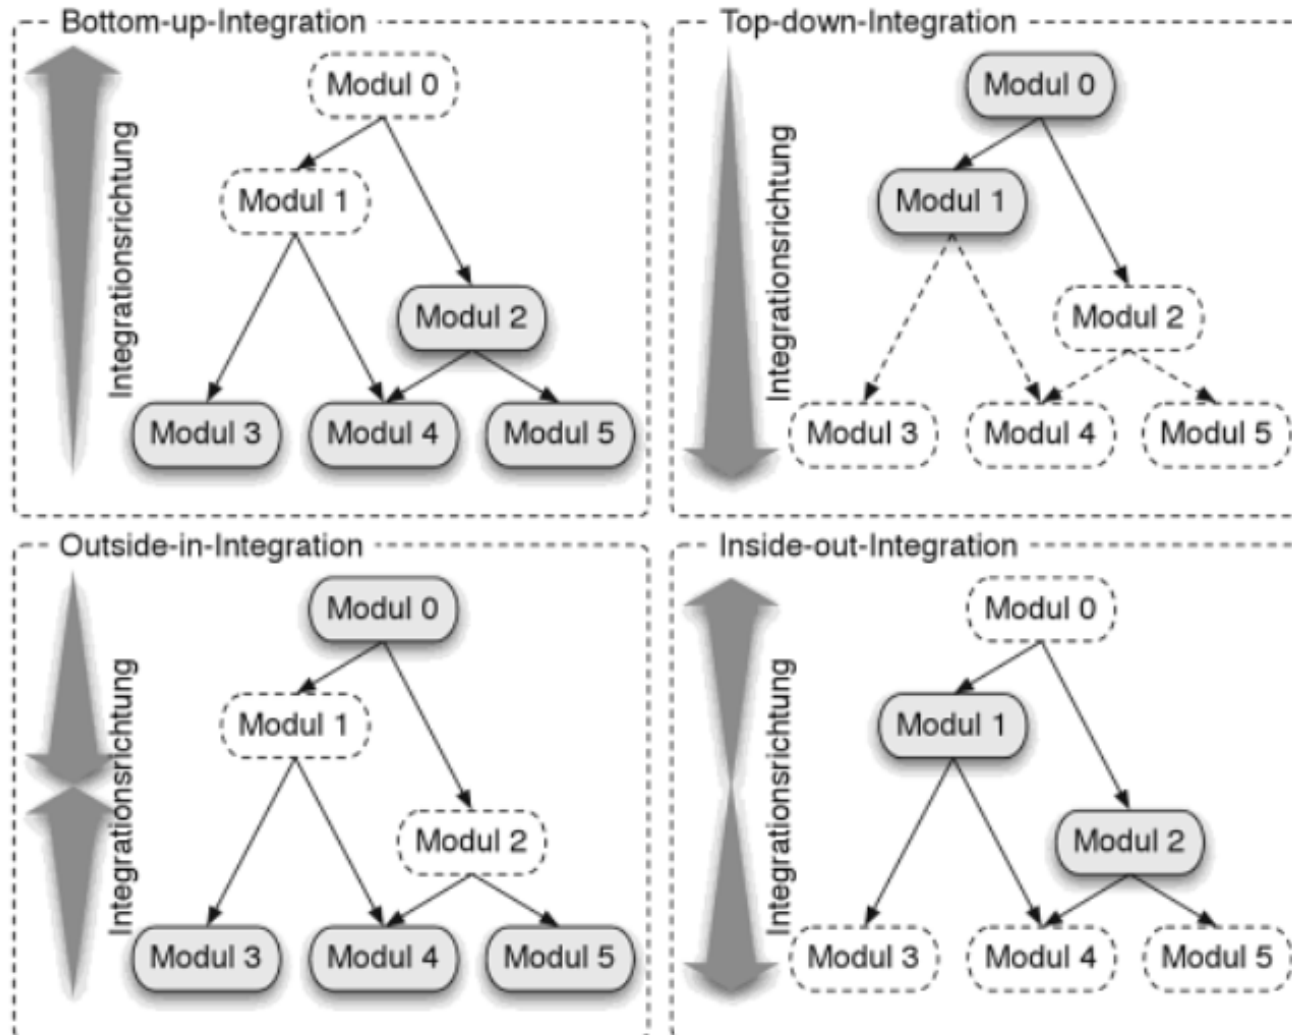 Bottom-up-Integration
Integrationsrichtung
Modul 0
Modul 1
Modul 2
Modul 3
Modul 4
Modul 5
Top-down-Integration
Integrationsrichtung
Modul 0
Modul 1
Modul 2
Modul 3
Modul 4
Modul 5
Outside-in-Integration
Integrationsrichtung
Modul 0
Modul 1
Modul 2
Modul 3
Modul 4
Modul 5
Inside-out-Integration
Integrationsrichtung
Modul 0
Modul 1
Modul 2
Modul 3
Modul 4
Modul 5